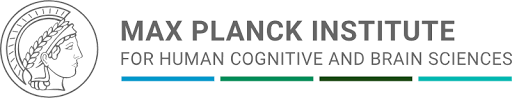 MAX PLANCK INSTITUTE
FOR HUMAN COGNITIVE AND BRAIN SCIENCES